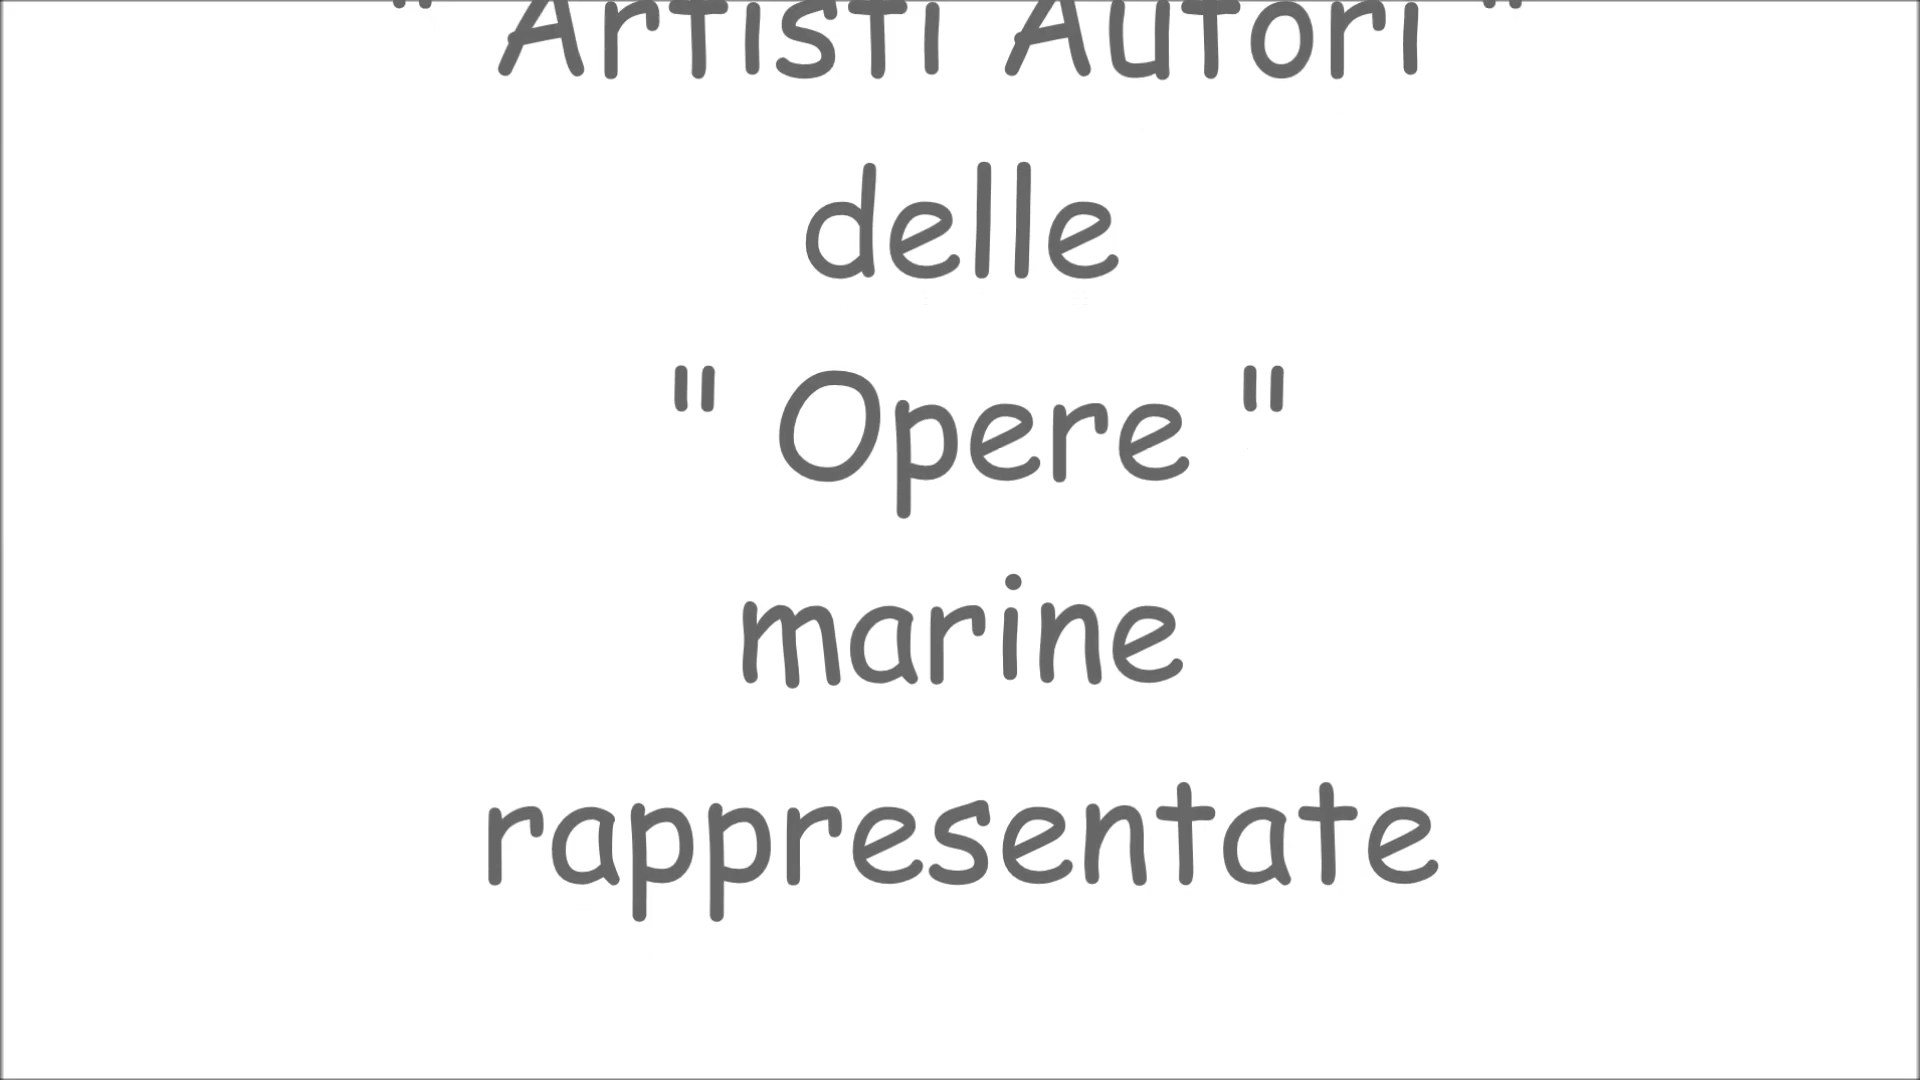 " Artisti Autori "
delle
" Opere "
marine
rappresentate